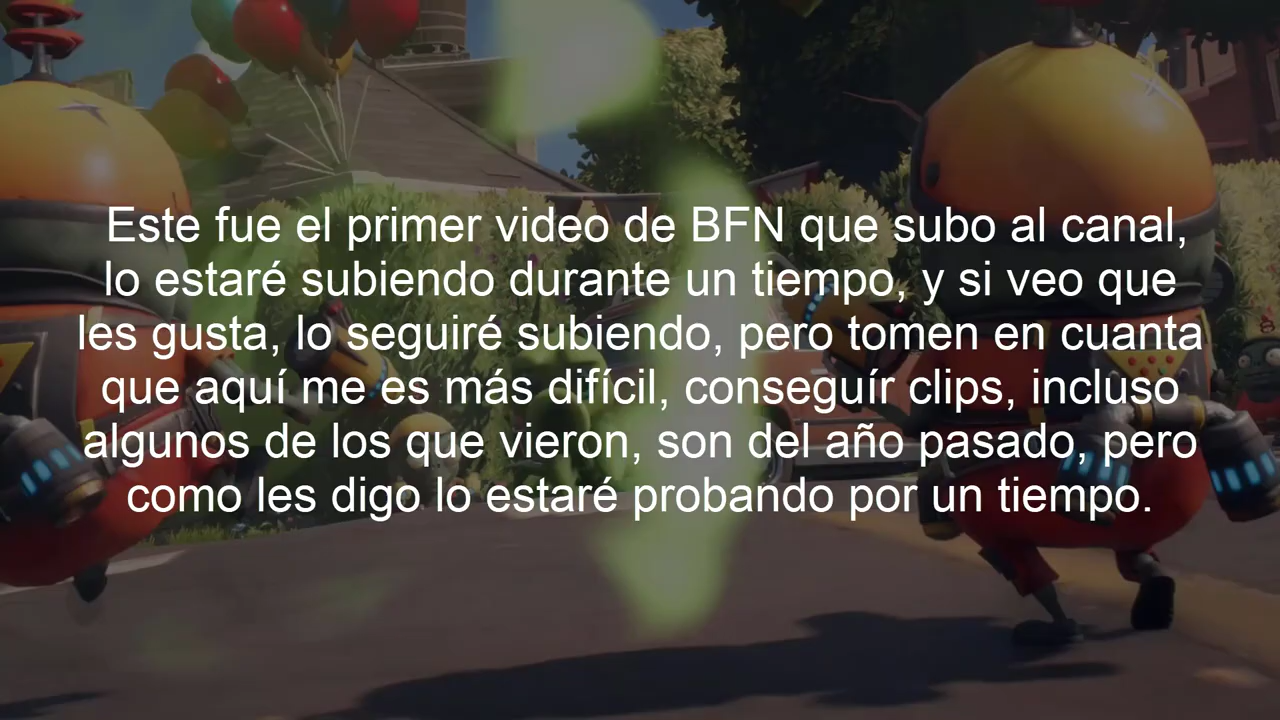 Este fue el primer video de BFN que subo al canal,
lo estaré subiendo durante un tiempo, y si veo que
les gusta, lo seguiré subiendo, pero tomen en cuanta
que aquí me es más difícil, conseguír clips, incluso
algunos de los que vieron, son del año pasado, pero
como les digo lo estaré probando por un tiempo.